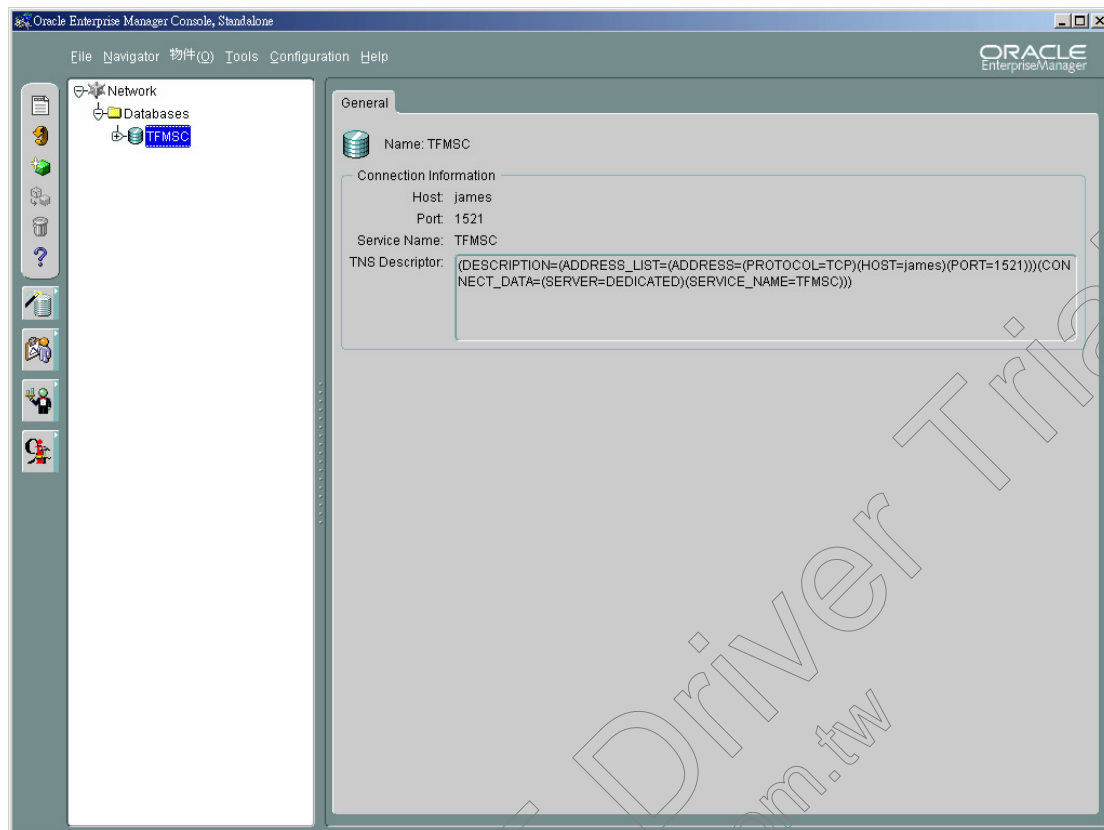 Oracle Enterprise Manager Console, Standalone
File Navigator 物件(O) Tools Configuration Help
ORACLE
EnterpriseManager
Network
Databases
TFMSC
General
Name: TFMSC
Connection Information
Host: james
Port: 1521
Service Name: TFMSC
TNS Descriptor: (DESCRIPTION=(ADDRESS_LIST=(ADDRESS=(PROTOCOL=TCP)(HOST=james)(PORT=1521)))(CON
NECT_DATA=(SERVER=DEDICATED)(SERVICE_NAME=TFMSC)))
Driver Tria
om.tw